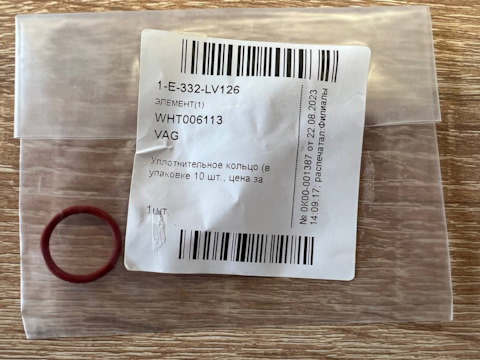 1-E-332-LV126
ЭЛЕМЕНТ(1)
WHT006113
VAG
Уплотнительное кольцо (в
упаковке 10 шт., цена за
1шт
№ 0К00-001387 от 22.08.2023
14:09:17; распечатал:Филиалы